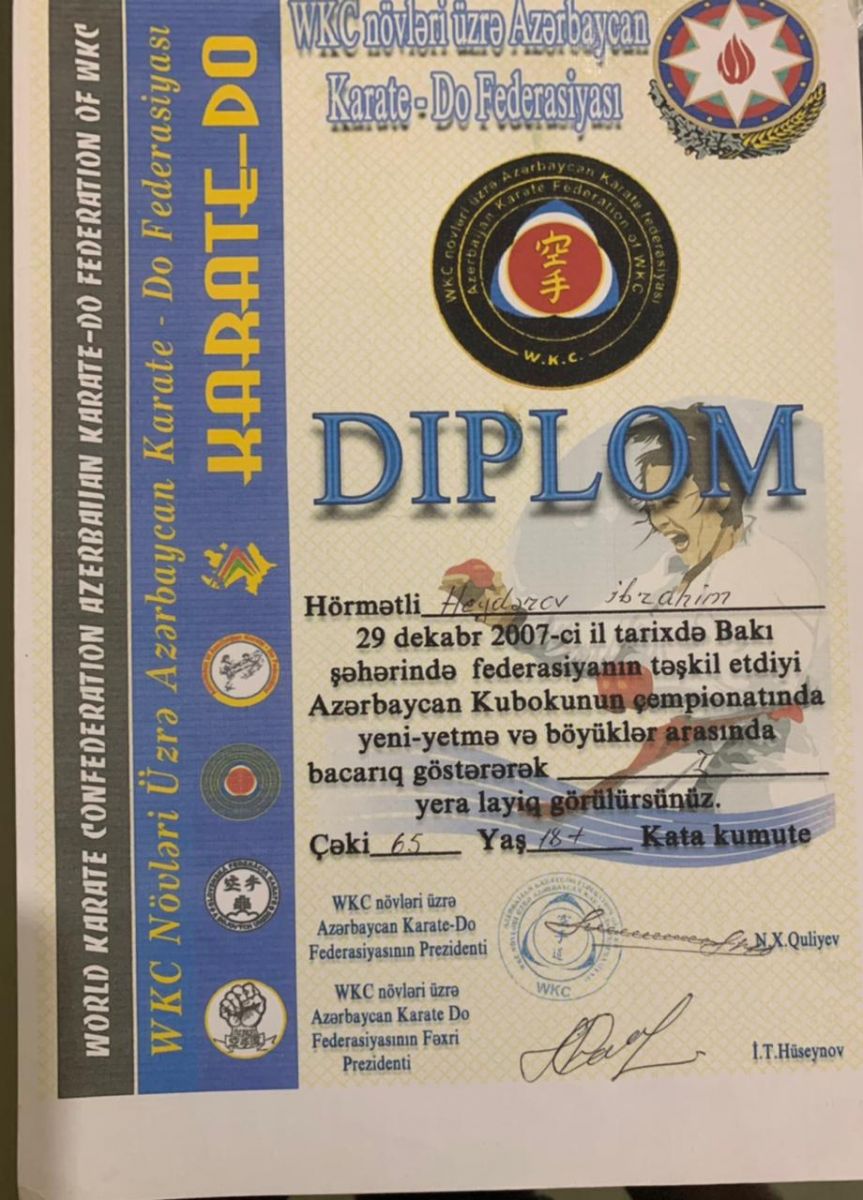 WORLD KARATE CONFEDERATION AZERBAIJAN KARATE-DO FEDERATION OF WKC
WKC Növləri Üzrə Azərbaycan Karate - Do Federasiyası
KARATE-DO
WKC növləri üzrə Azərbaycan
Karate - Do Federasiyası
WKC növləri üzrə Azərbaycan Karate federasiyası
Azerbaijan Karate Federation of WKC
空手
W.K.C.
DIPLOM
Hörmətli Heydərov İbrahim
29 dekabr 2007-ci il tarixdə Bakı
şəhərində federasiyanın təşkil etdiyi
Azərbaycan Kubokunun çempionatında
yeni-yetmə və böyüklər arasında
bacarıq göstərərək I
yera layiq görülürsünüz.
Çəki 65 Yaş 18+ Kata kumute
WKC növləri üzrə
Azərbaycan Karate-Do
Federasiyasının Prezidenti
N.X.Quliyev
WKC
WKC növləri üzrə
Azərbaycan Karate Do
Federasiyasının Fəxri
Prezidenti
İ.T.Hüseynov